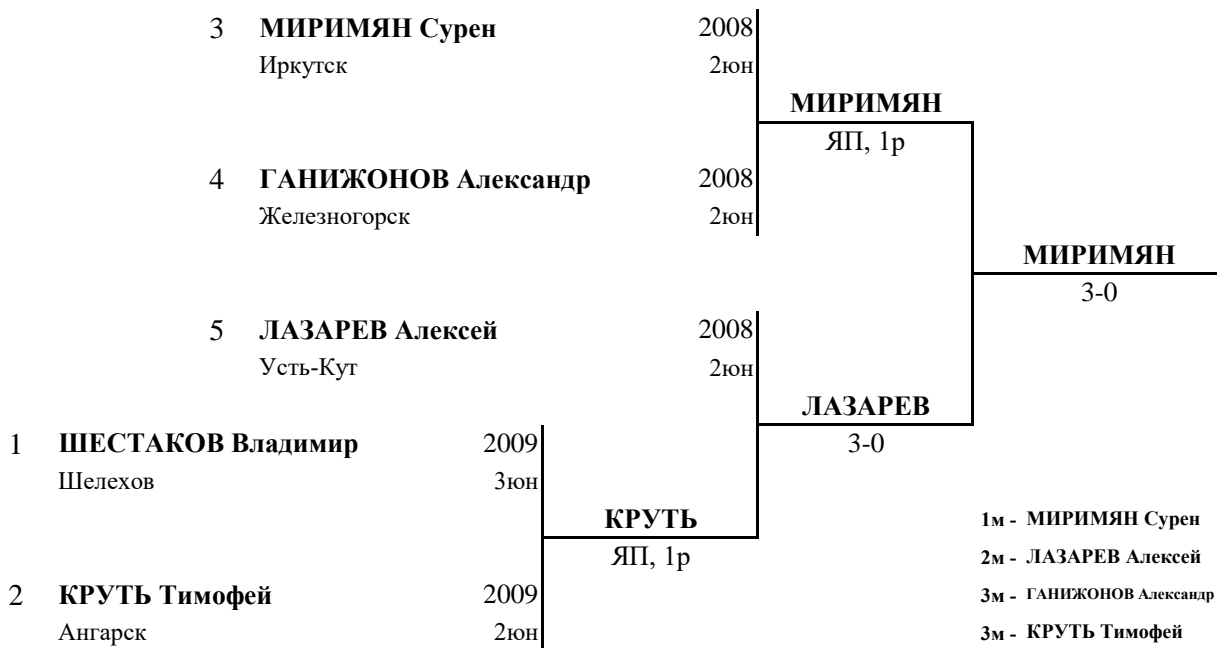 3 МИРИМЯН Сурен 2008
Иркутск 2юн
МИРИМЯН
ЯП, 1р
4 ГАНИЖОНОВ Александр 2008
Железногорск 2юн
МИРИМЯН
3-0
5 ЛАЗАРЕВ Алексей 2008
Усть-Кут 2юн
ЛАЗАРЕВ
3-0
1 ШЕСТАКОВ Владимир 2009
Шелехов 3юн
КРУТЬ
ЯП, 1р
2 КРУТЬ Тимофей 2009
Ангарск 2юн
1м - МИРИМЯН Сурен
2м - ЛАЗАРЕВ Алексей
3м - ГАНИЖОНОВ Александр
3м - КРУТЬ Тимофей